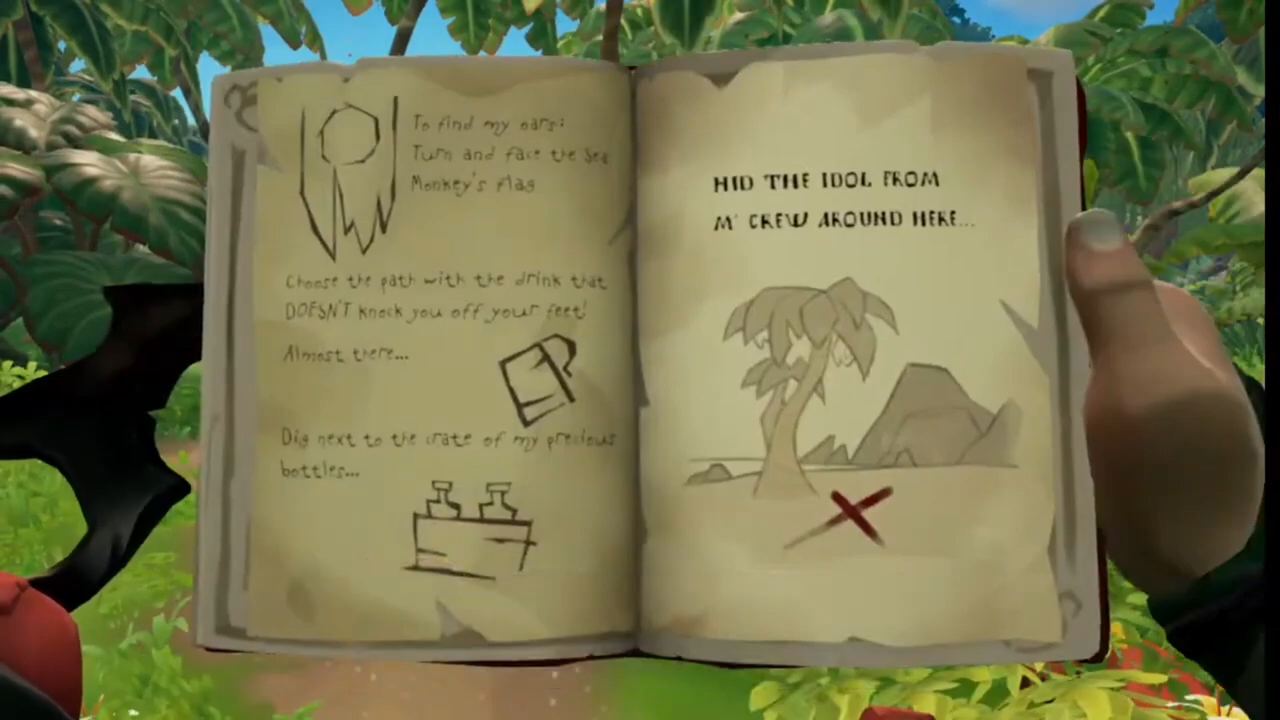 To find my oars:
Turn and face the Sea
Monkey's flag
Choose the path with the drink that
DOESN'T knock you off your feet!
Almost there...
Dig next to the crate of my precious
bottles...
HID THE IDOL FROM
M' CREW AROUND HERE...